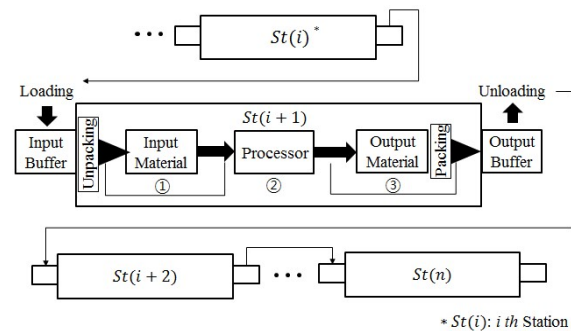 • • •
St(i) *
Loading
Unloading
St(i + 1)
Input
Buffer
Unpacking
Input
Material
Processor
Output
Material
Packing
Output
Buffer
①
②
③
St(i + 2)
• • •
St(n)
* St(i): i th Station